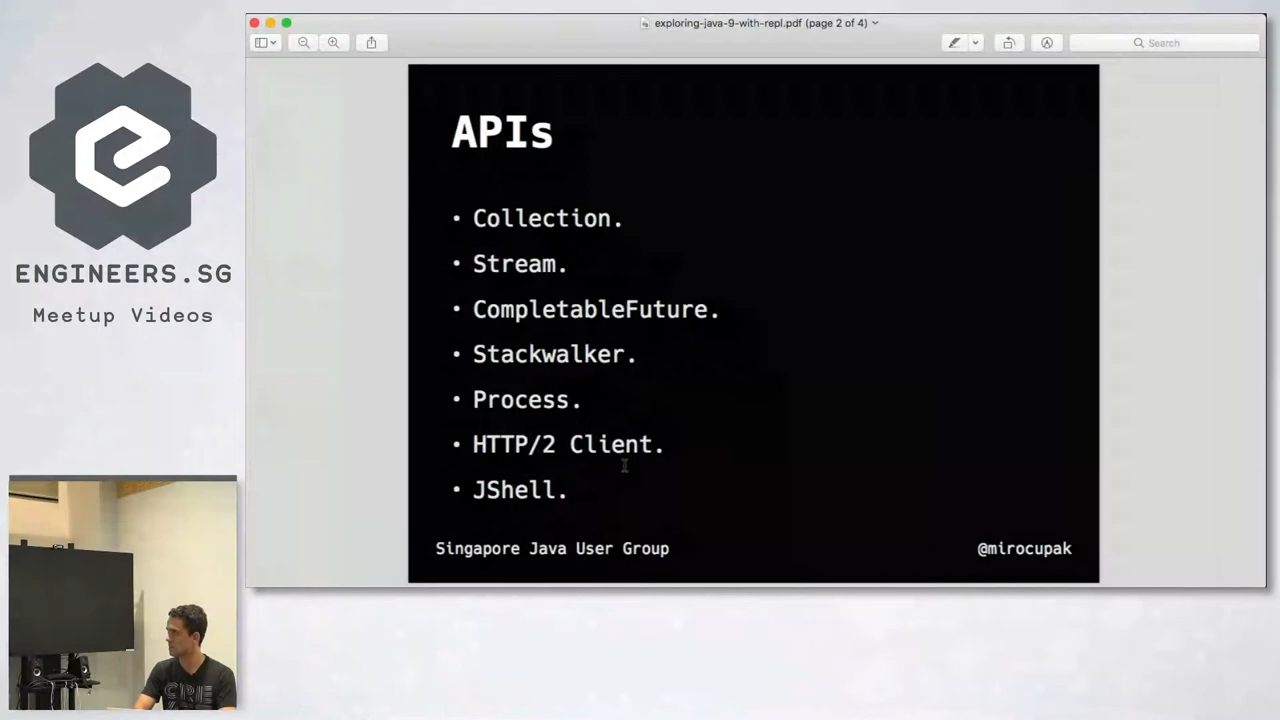 exploring-java-9-with-repl.pdf (page 2 of 4)
Search
ENGINEERS.SG
Meetup Videos
APIs
• Collection.
• Stream.
• CompletableFuture.
• Stackwalker.
• Process.
• HTTP/2 Client.
• JShell.
Singapore Java User Group
@mirocupak